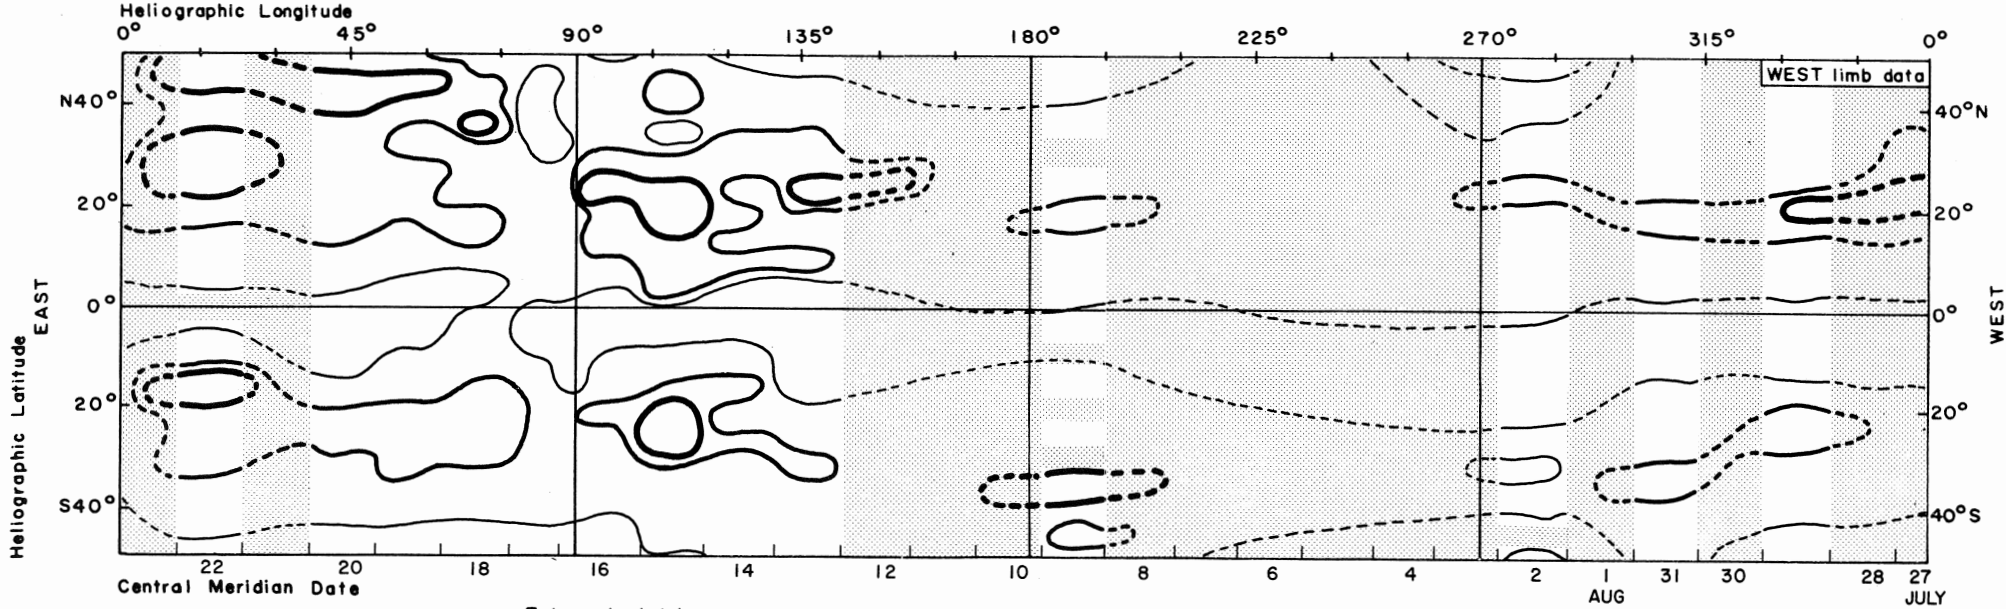 Heliographic Longitude
0° 45° 90° 135° 180° 225° 270° 315° 0°
WEST limb data
N40° 40°N
20° 20°
0° 0°
20° 20°
S40° 40°S
EAST
WEST
Heliographic Latitude
22 20 18 16 14 12 10 8 6 4 2 1 31 30 28 27
Central Meridian Date AUG JULY